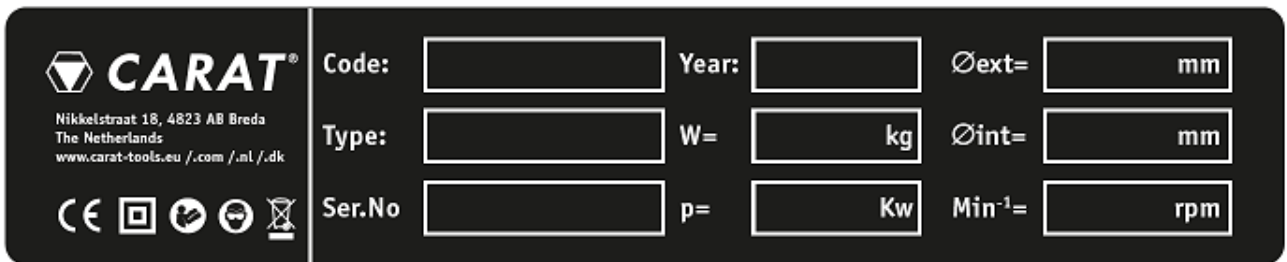 CARAT®
Nikkelstraat 18, 4823 AB Breda
The Netherlands
www.carat-tools.eu /.com /.nl /.dk
CE
Code:
Year:
Øext= mm
Type:
W= kg
Øint= mm
Ser.No
p= Kw
Min⁻¹= rpm